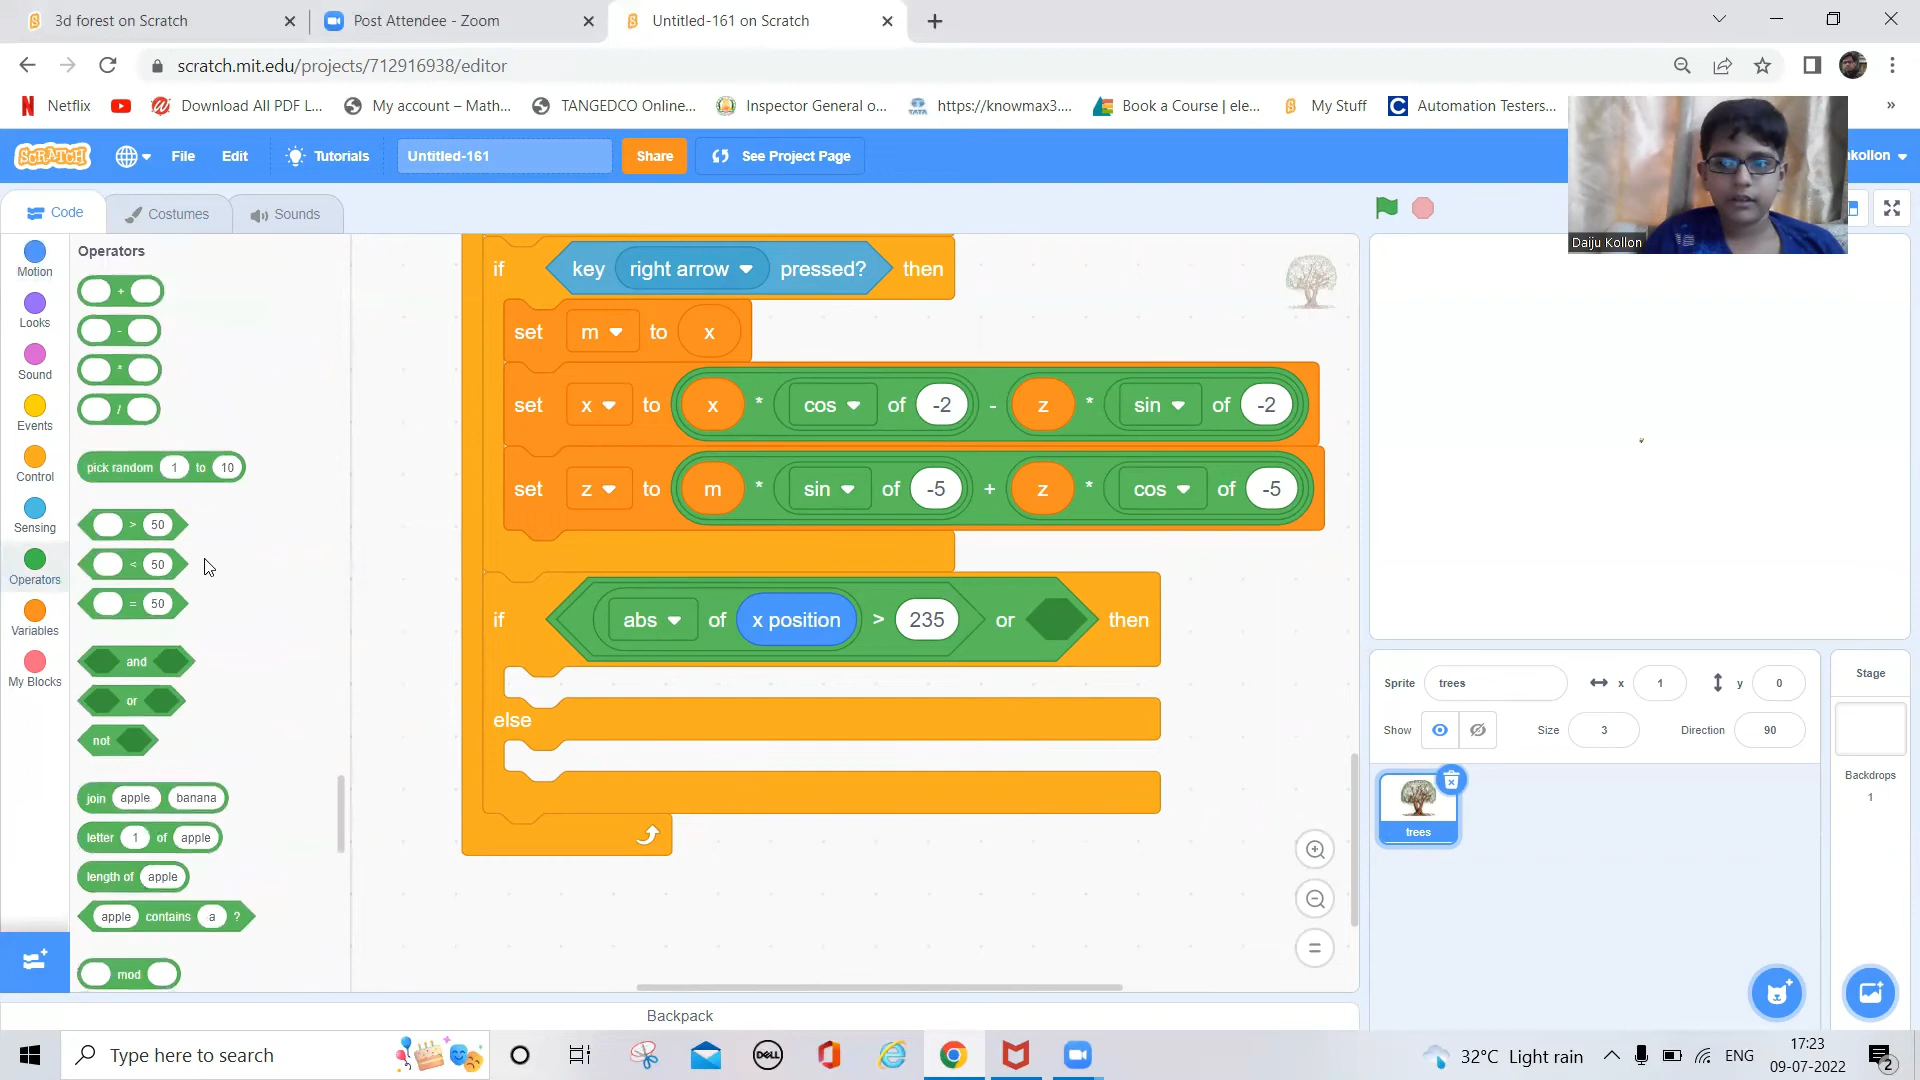 3d forest on Scratch
Post Attendee - Zoom
Untitled-161 on Scratch
scratch.mit.edu/projects/712916938/editor
Netflix
Download All PDF L...
My account – Math...
TANGEDCO Online...
Inspector General o...
https://knowmax3....
Book a Course | ele...
My Stuff
Automation Testers...
»
SCRATCH
File
Edit
Tutorials
Untitled-161
Share
See Project Page
nkollon
Daiju Kollon
Code
Costumes
Sounds
Motion
Looks
Sound
Events
Control
Sensing
Operators
Variables
My Blocks
Operators
+
-
*
/
pick random 1 to 10
> 50
< 50
= 50
and
or
not
join apple banana
letter 1 of apple
length of apple
apple contains a ?
mod
if key right arrow pressed? then
set m to x
set x to x * cos of -2 - z * sin of -2
set z to m * sin of -5 + z * cos of -5
if abs of x position > 235 or then
else
Backpack
Sprite trees x 1 y 0
Show Size 3 Direction 90
trees
Stage
Backdrops
1
Type here to search
DELL
32°C Light rain
ENG
17:23
09-07-2022
2